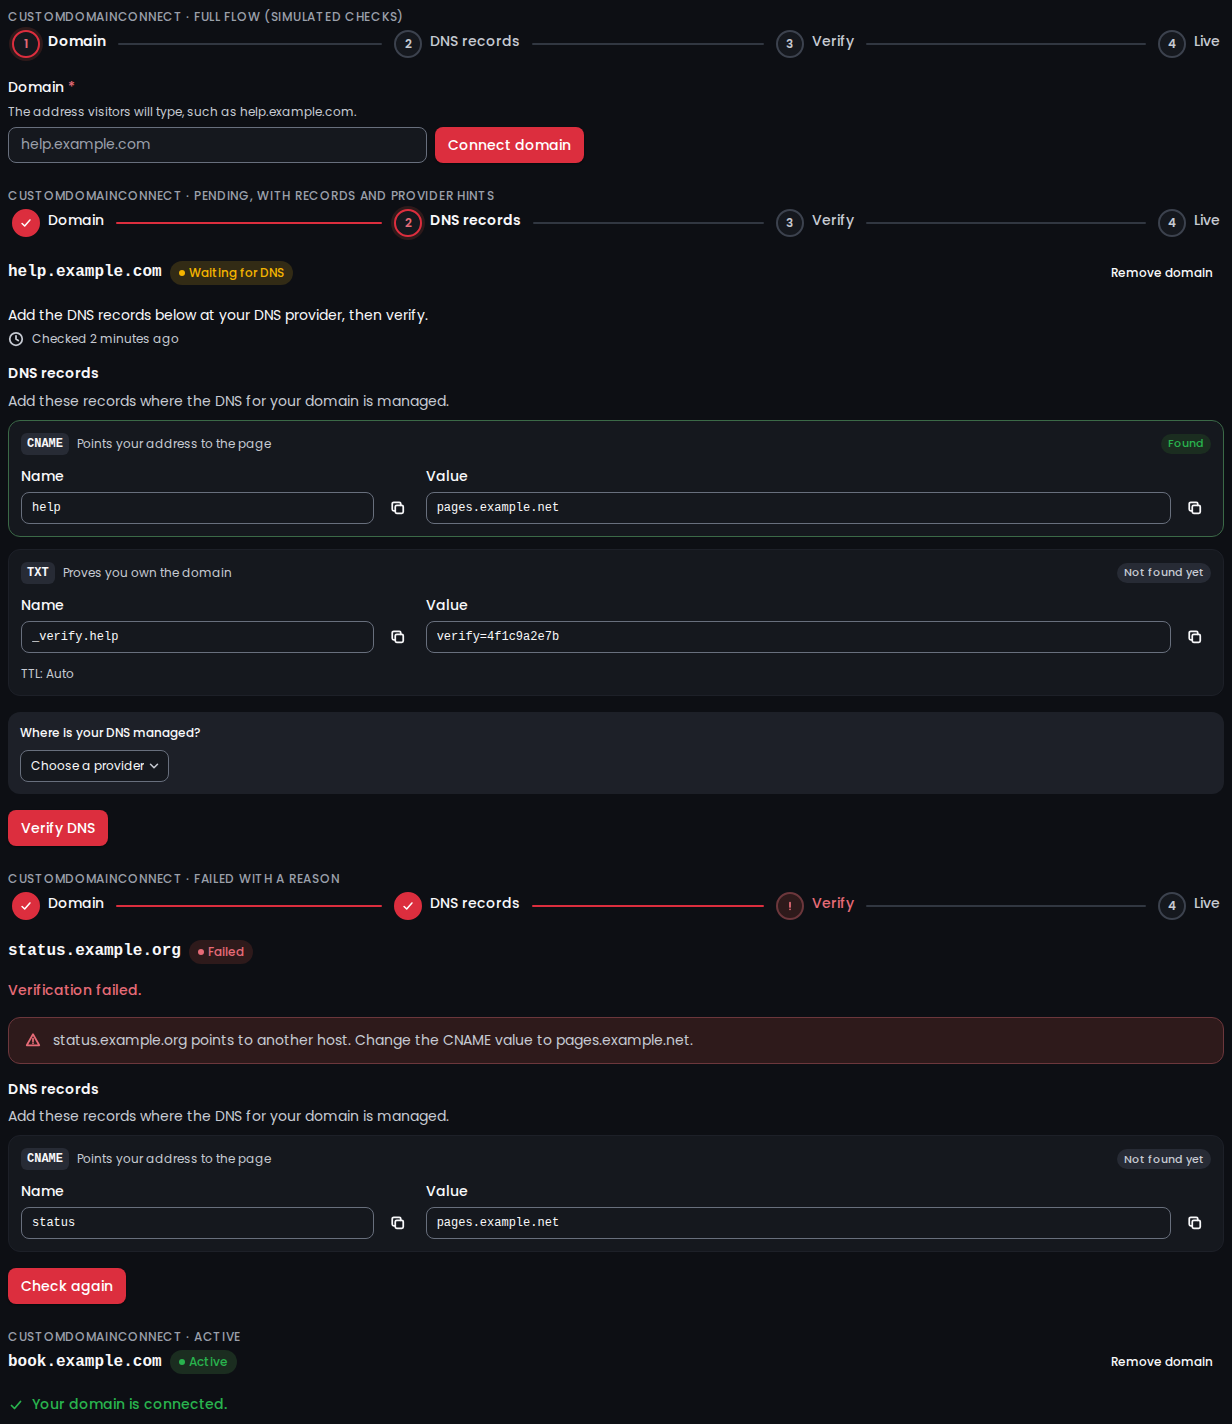 CUSTOMDOMAINCONNECT · FULL FLOW (SIMULATED CHECKS)
1 Domain 2 DNS records 3 Verify 4 Live
Domain *
The address visitors will type, such as help.example.com.
help.example.com Connect domain
CUSTOMDOMAINCONNECT · PENDING, WITH RECORDS AND PROVIDER HINTS
Domain 2 DNS records 3 Verify 4 Live
help.example.com Waiting for DNS Remove domain
Add the DNS records below at your DNS provider, then verify.
Checked 2 minutes ago
DNS records
Add these records where the DNS for your domain is managed.
CNAME Points your address to the page Found
Name Value
help pages.example.net
TXT Proves you own the domain Not found yet
Name Value
_verify.help verify=4f1c9a2e7b
TTL: Auto
Where is your DNS managed?
Choose a provider
Verify DNS
CUSTOMDOMAINCONNECT · FAILED WITH A REASON
Domain DNS records ! Verify 4 Live
status.example.org Failed
Verification failed.
status.example.org points to another host. Change the CNAME value to pages.example.net.
DNS records
Add these records where the DNS for your domain is managed.
CNAME Points your address to the page Not found yet
Name Value
status pages.example.net
Check again
CUSTOMDOMAINCONNECT · ACTIVE
book.example.com Active Remove domain
Your domain is connected.